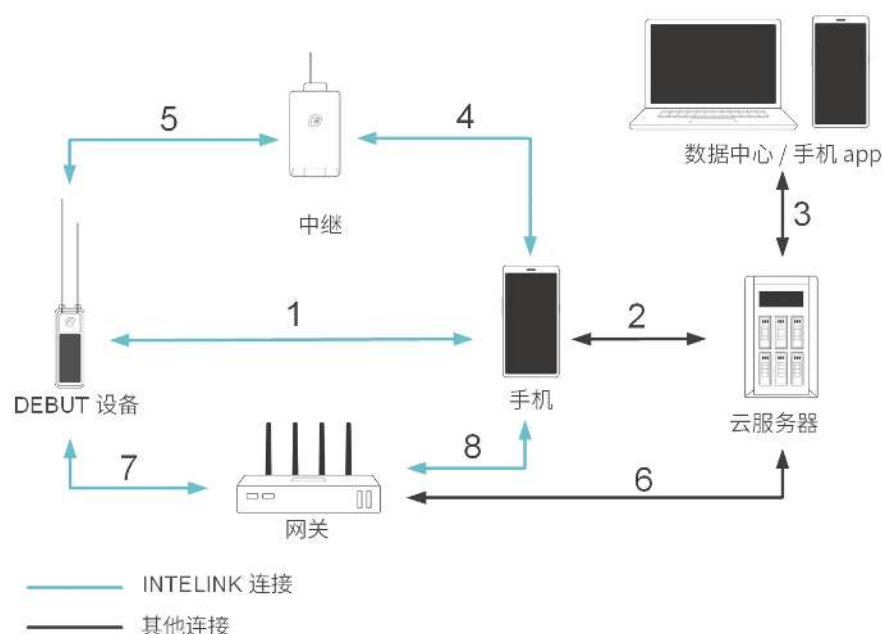 5
4
数据中心 / 手机 app
中继
3
1
2
DEBUT 设备
手机
云服务器
7
8
6
网关
INTELINK 连接
其他连接